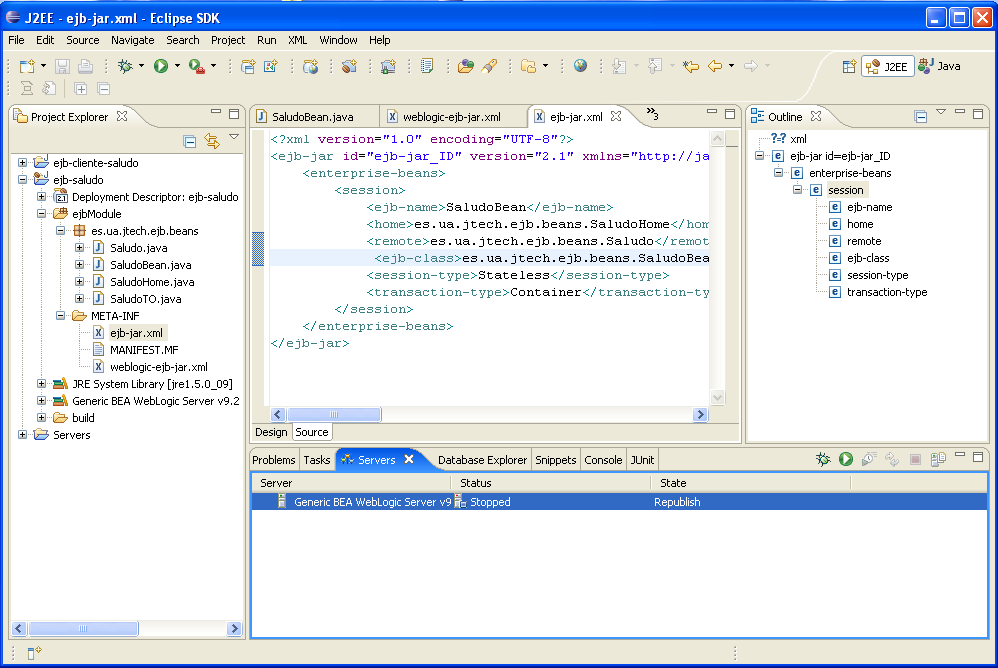 J2EE - ejb-jar.xml - Eclipse SDK
File Edit Source Navigate Search Project Run XML Window Help
J2EE Java
Project Explorer
ejb-cliente-saludo
ejb-saludo
2.1 Deployment Descriptor: ejb-saludo
ejbModule
es.ua.jtech.ejb.beans
Saludo.java
SaludoBean.java
SaludoHome.java
SaludoTO.java
META-INF
ejb-jar.xml
MANIFEST.MF
weblogic-ejb-jar.xml
JRE System Library [jre1.5.0_09]
Generic BEA WebLogic Server v9.2
build
Servers
SaludoBean.java weblogic-ejb-jar.xml ejb-jar.xml »3
<?xml version="1.0" encoding="UTF-8"?>
<ejb-jar id="ejb-jar_ID" version="2.1" xmlns="http://ja
<enterprise-beans>
<session>
<ejb-name>SaludoBean</ejb-name>
<home>es.ua.jtech.ejb.beans.SaludoHome</hom
<remote>es.ua.jtech.ejb.beans.Saludo</remot
<ejb-class>es.ua.jtech.ejb.beans.SaludoBea
<session-type>Stateless</session-type>
<transaction-type>Container</transaction-ty
</session>
</enterprise-beans>
</ejb-jar>
Design Source
Outline
?-? xml
ejb-jar id=ejb-jar_ID
enterprise-beans
session
ejb-name
home
remote
ejb-class
session-type
transaction-type
Problems Tasks Servers Database Explorer Snippets Console JUnit
Server Status State
Generic BEA WebLogic Server v9 Stopped Republish